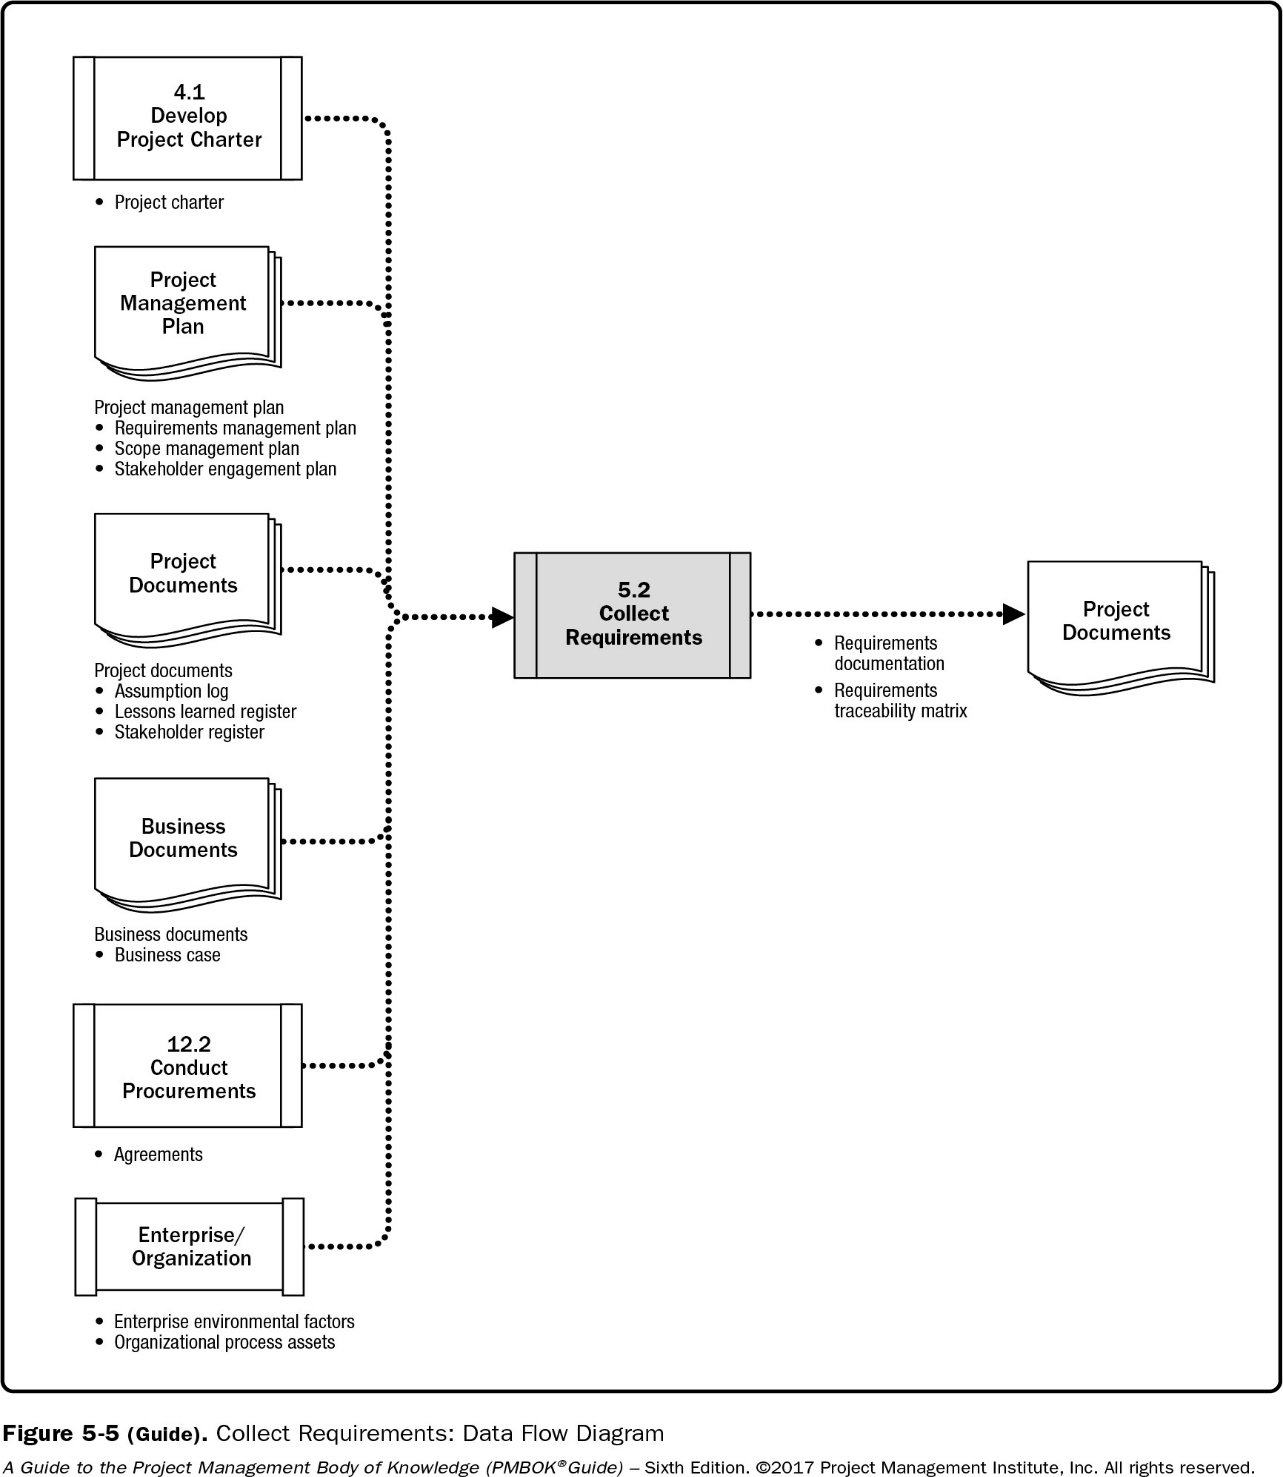 4.1
Develop
Project Charter
• Project charter
Project
Management
Plan
Project management plan
• Requirements management plan
• Scope management plan
• Stakeholder engagement plan
Project
Documents
Project documents
• Assumption log
• Lessons learned register
• Stakeholder register
Business
Documents
Business documents
• Business case
12.2
Conduct
Procurements
• Agreements
Enterprise/
Organization
• Enterprise environmental factors
• Organizational process assets
5.2
Collect
Requirements
• Requirements
documentation
• Requirements
traceability matrix
Project
Documents
Figure 5-5 (Guide). Collect Requirements: Data Flow Diagram
A Guide to the Project Management Body of Knowledge (PMBOK®Guide) – Sixth Edition. ©2017 Project Management Institute, Inc. All rights reserved.